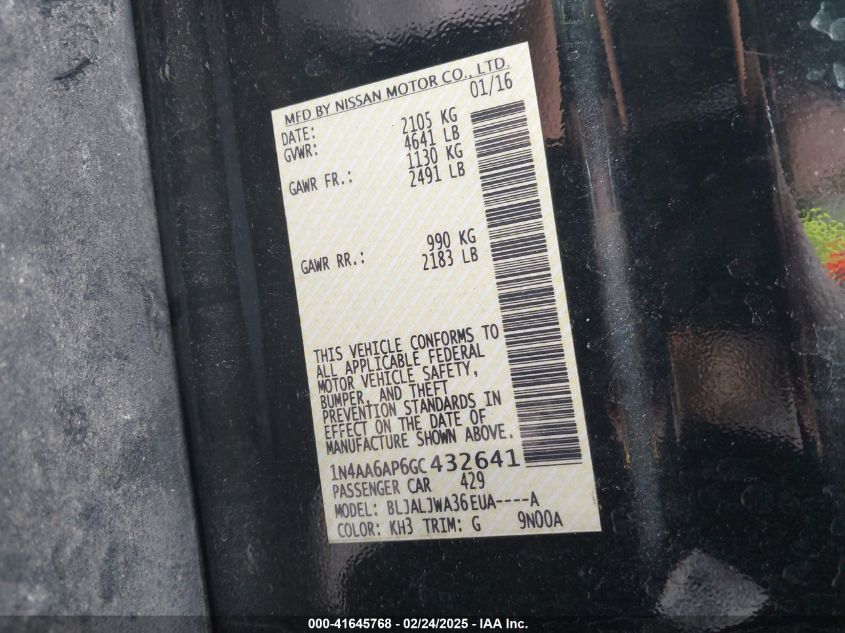 MFD BY NISSAN MOTOR CO., LTD.
DATE: 01/16
GVWR: 2105 KG
4641 LB
GAWR FR.: 1130 KG
2491 LB
GAWR RR.: 990 KG
2183 LB
THIS VEHICLE CONFORMS TO
ALL APPLICABLE FEDERAL
MOTOR VEHICLE SAFETY,
BUMPER, AND THEFT
PREVENTION STANDARDS IN
EFFECT ON THE DATE OF
MANUFACTURE SHOWN ABOVE.
1N4AA6AP6GC432641
PASSENGER CAR 429
MODEL: BLJALJWA36EUA----A
COLOR: KH3 TRIM: G 9N00A
000-41645768 - 02/24/2025 - IAA Inc.